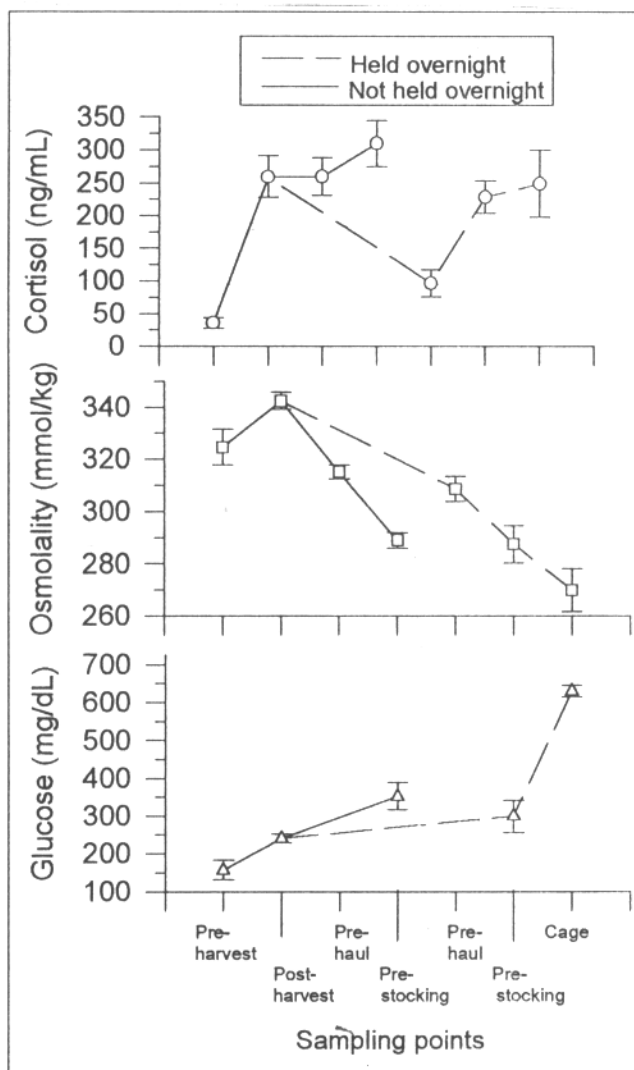 Held overnight
Not held overnight
Cortisol (ng/mL)
350
300
250
200
150
100
50
0
Osmolality (mmol/kg)
340
320
300
280
260
Glucose (mg/dL)
700
600
500
400
300
200
100
Pre-
harvest
Post-
harvest
Pre-
haul
Pre-
stocking
Pre-
haul
Pre-
stocking
Cage
Sampling points